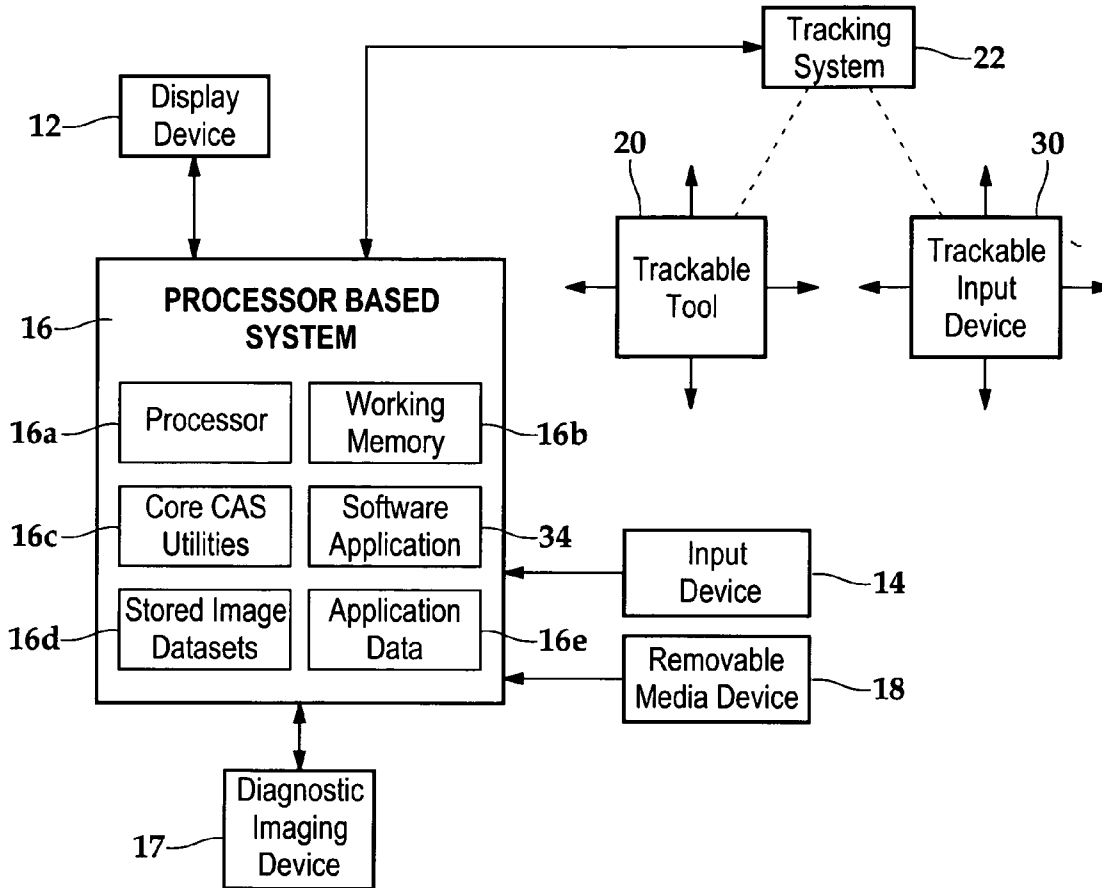 Tracking
System
22
Display
Device
12
20
30
Trackable
Tool
Trackable
Input
Device
PROCESSOR BASED
SYSTEM
16
Processor
16a
Working
Memory
16b
Core CAS
Utilities
16c
Software
Application
34
Stored Image
Datasets
16d
Application
Data
16e
Input
Device
14
Removable
Media Device
18
Diagnostic
Imaging
Device
17